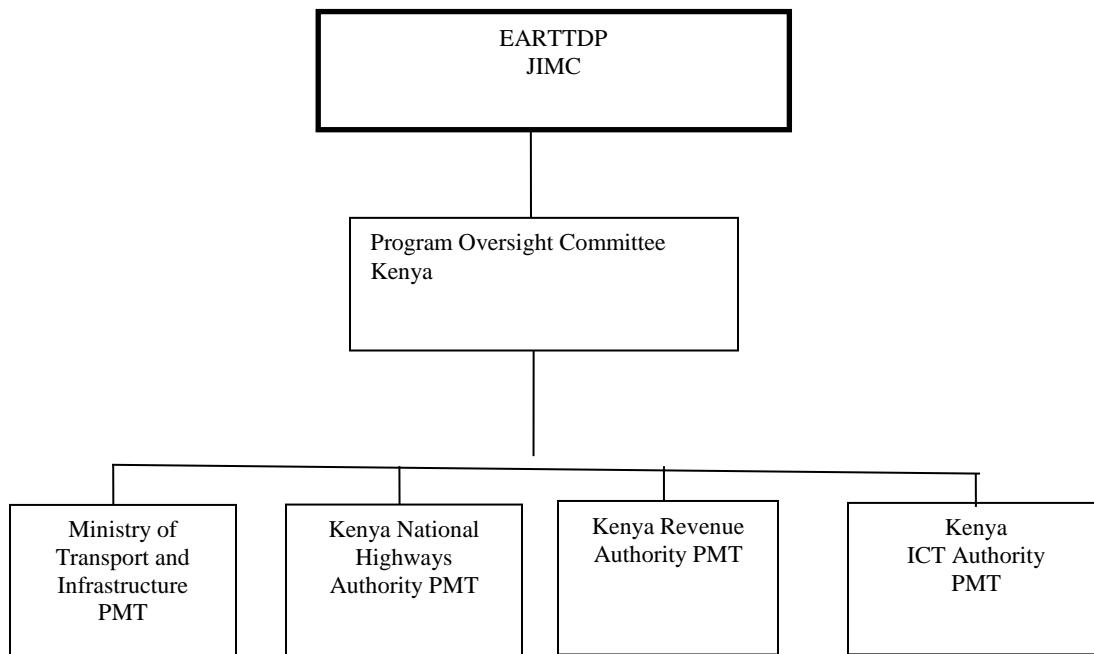 EARTTDP
JIMC
Program Oversight Committee
Kenya
Ministry of
Transport and
Infrastructure
PMT
Kenya National
Highways
Authority PMT
Kenya Revenue
Authority PMT
Kenya
ICT Authority
PMT